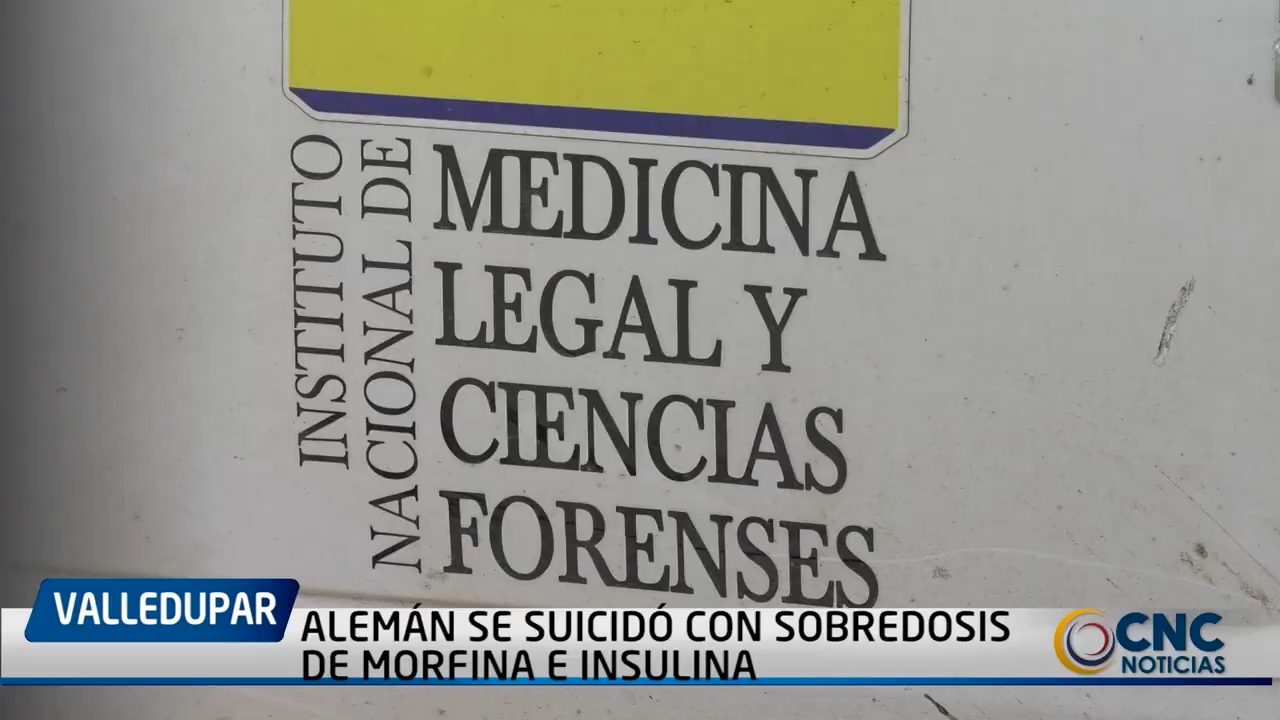 INSTITUTO
NACIONAL DE
MEDICINA
LEGAL Y
CIENCIAS
FORENSES
VALLEDUPAR
ALEMÁN SE SUICIDÓ CON SOBREDOSIS
DE MORFINA E INSULINA
CNC
NOTICIAS